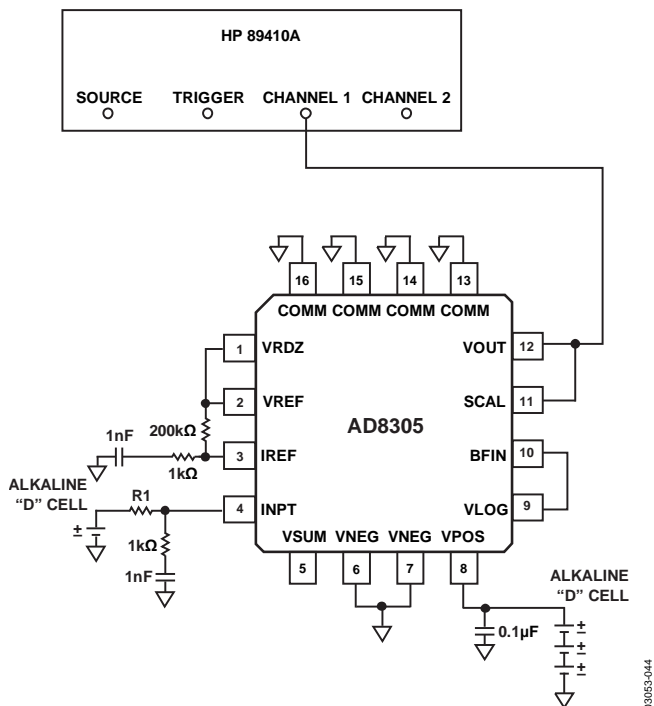 HP 89410A
SOURCE TRIGGER CHANNEL 1 CHANNEL 2
16 15 14 13
COMM COMM COMM COMM
1 VRDZ
VOUT 12
2 VREF
SCAL 11
200kΩ
AD8305
1nF
3 IREF
BFIN 10
1kΩ
ALKALINE
"D" CELL
R1
4 INPT
VLOG 9
±
1kΩ
VSUM VNEG VNEG VPOS
1nF
5 6 7 8
ALKALINE
"D" CELL
0.1µF
±
±
±
03053-044